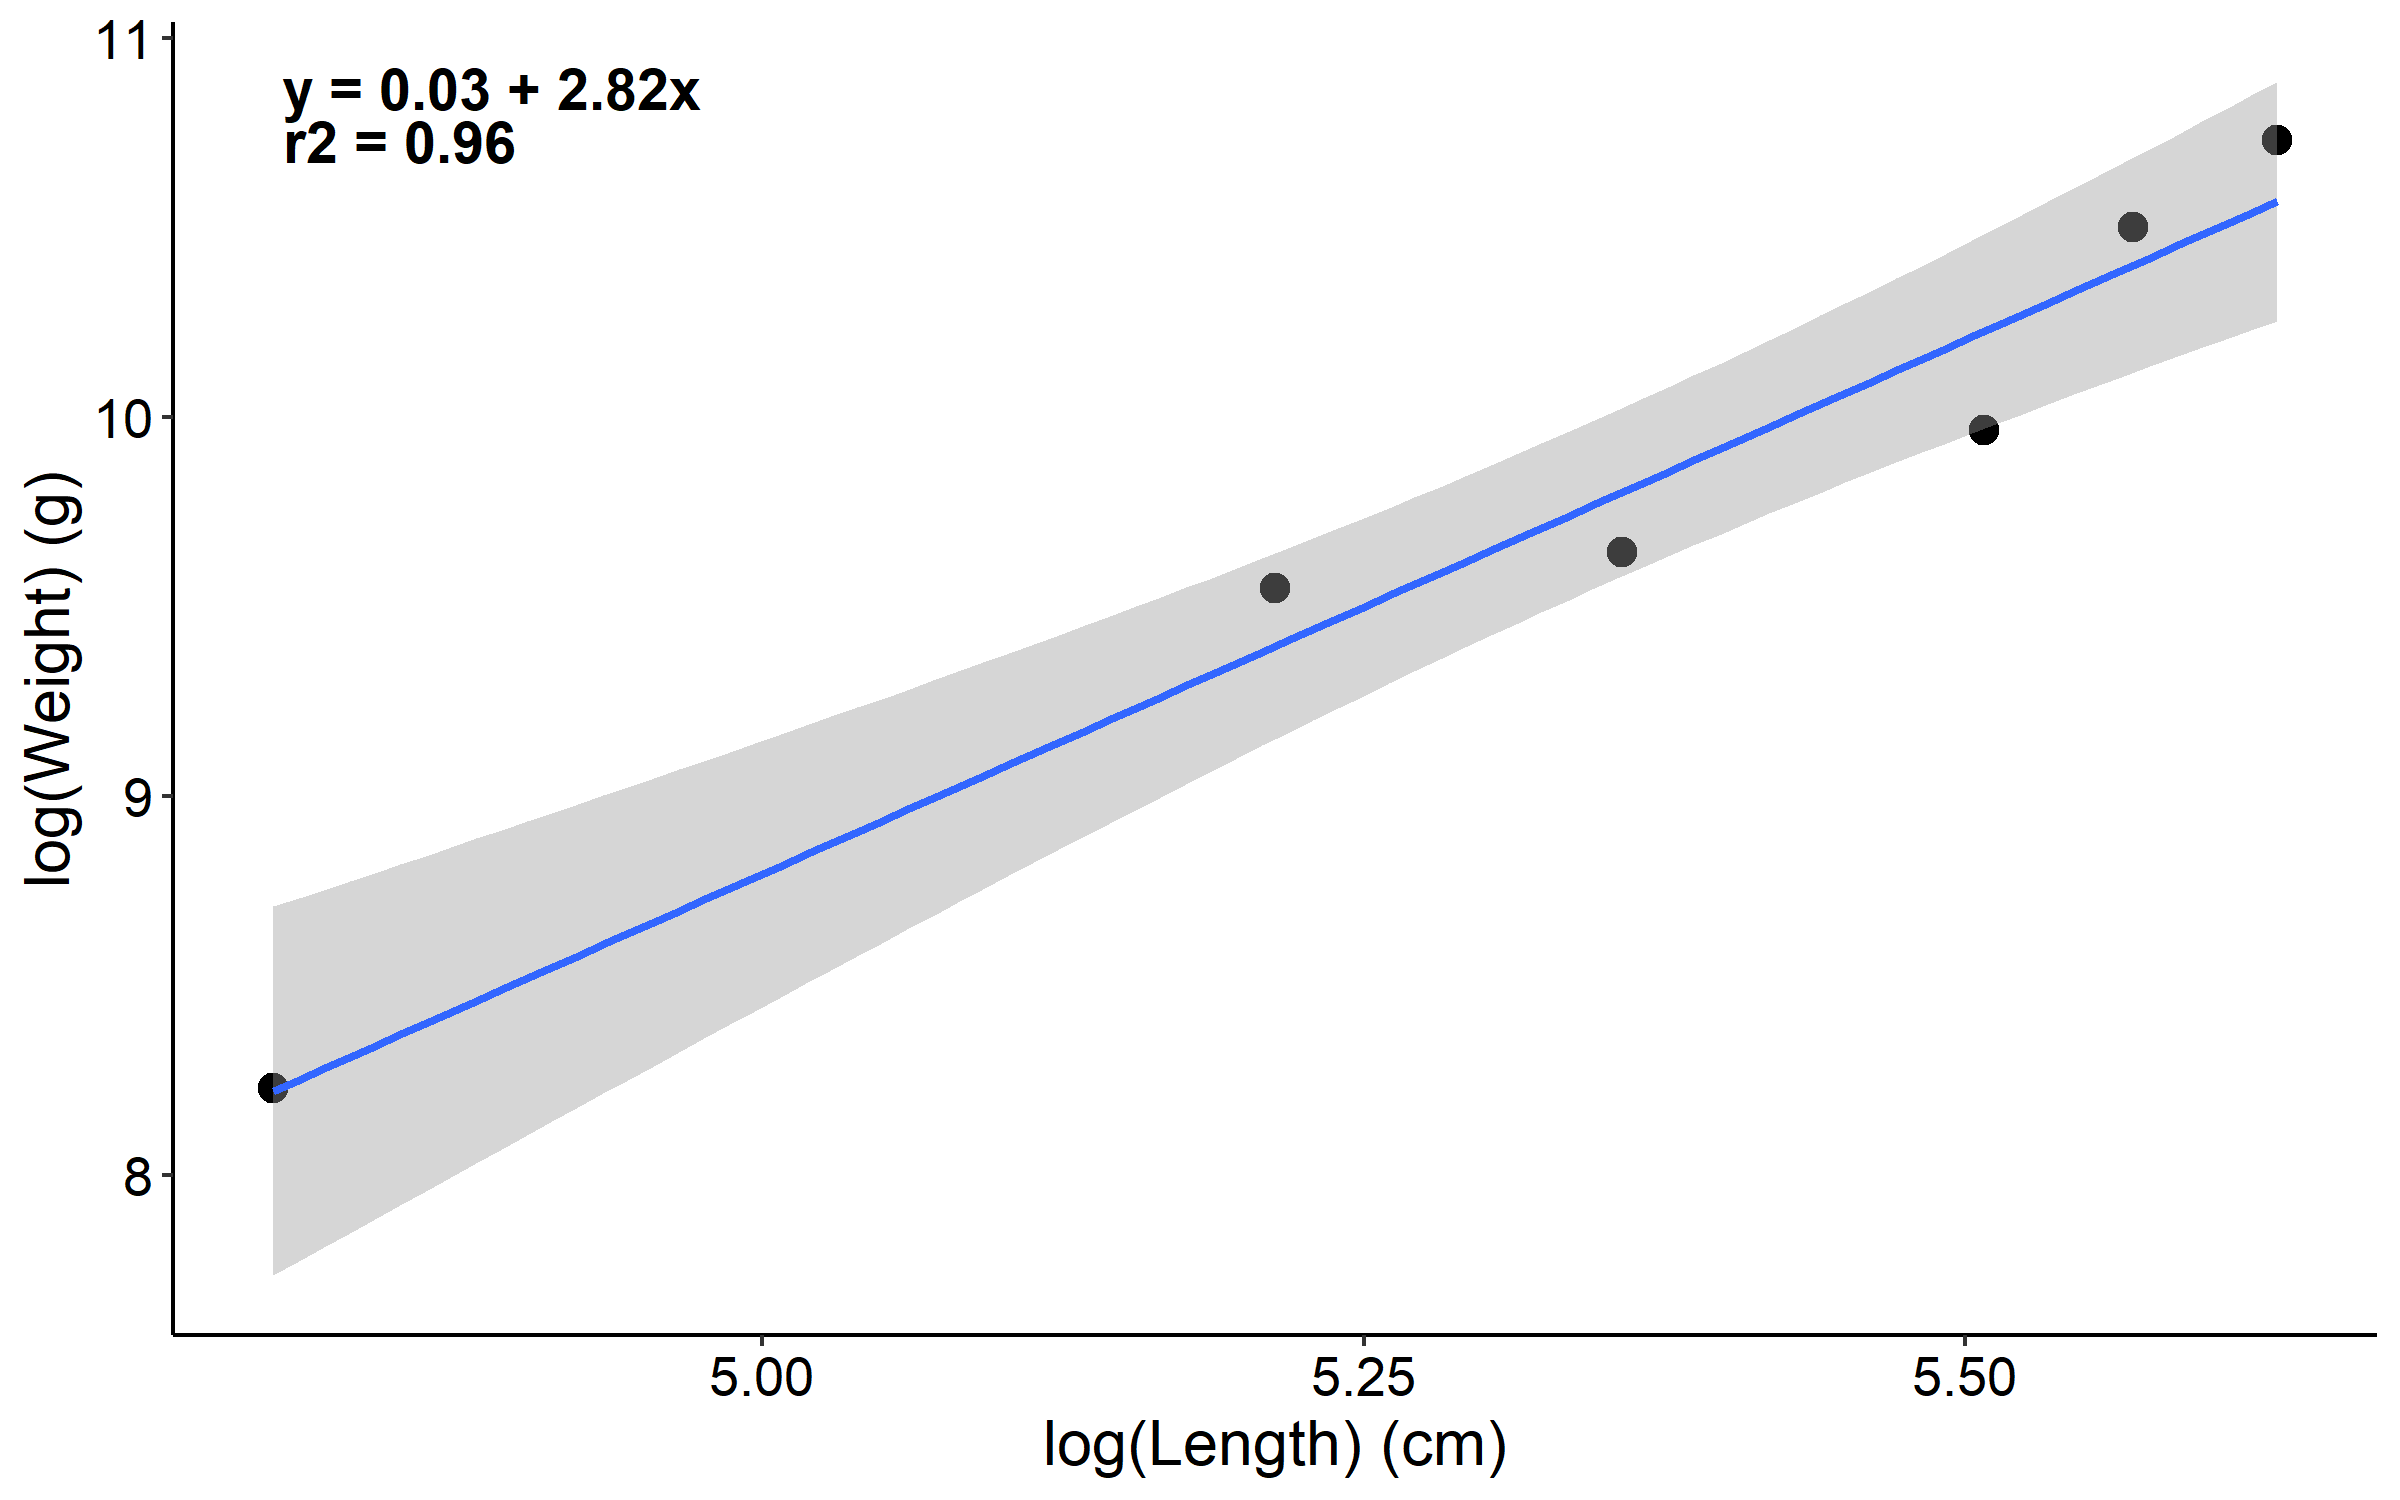 y = 0.03 + 2.82x
r2 = 0.96
11
10
9
8
log(Weight) (g)
5.00 5.25 5.50
log(Length) (cm)